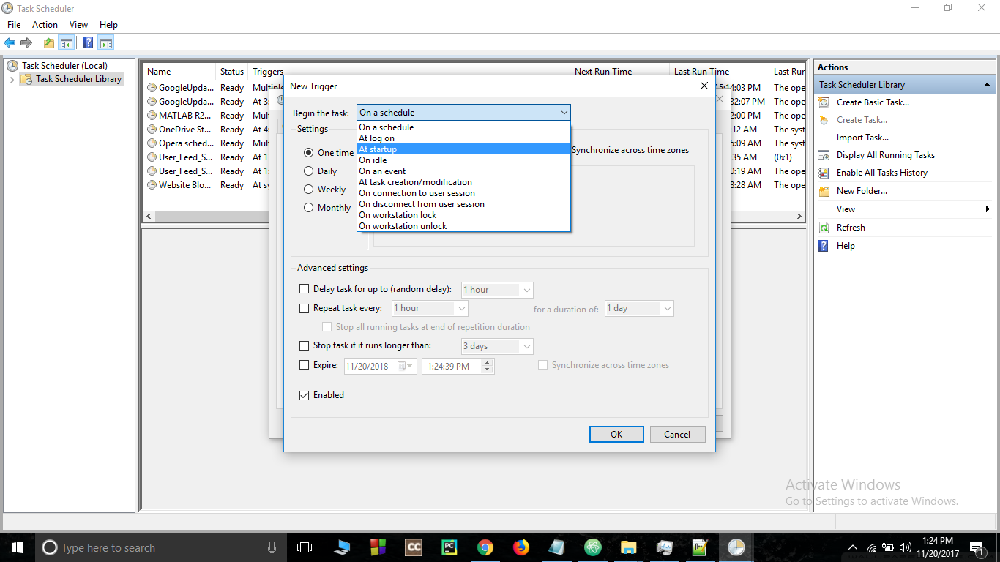 Task Scheduler
File Action View Help
Task Scheduler (Local)
Task Scheduler Library
Name Status Triggers Next Run Time Last Run Time Last Run
GoogleUpda... Ready 5:14:03 PM The ope
GoogleUpda... Ready At 3: 32:07 PM The ope
MATLAB R2... Ready 2:00 PM The ope
OneDrive St... Ready At 4: :12 AM The syst
Opera sched... Ready 5:09 AM The syst
User_Feed_S... Ready At 1 :35 AM (0x1)
User_Feed_S... Ready At 1: 0:19 AM The ope
Website Blo... Ready At sy 8:28 AM The ope
New Trigger
Begin the task: On a schedule
On a schedule
At log on
At startup
On idle
On an event
At task creation/modification
On connection to user session
On disconnect from user session
On workstation lock
On workstation unlock
Settings
One time
Daily
Weekly
Monthly
Synchronize across time zones
Advanced settings
Delay task for up to (random delay): 1 hour
Repeat task every: 1 hour for a duration of: 1 day
Stop all running tasks at end of repetition duration
Stop task if it runs longer than: 3 days
Expire: 11/20/2018 1:24:39 PM Synchronize across time zones
Enabled
OK Cancel
Actions
Task Scheduler Library
Create Basic Task...
Create Task...
Import Task...
Display All Running Tasks
Enable All Tasks History
New Folder...
View
Refresh
Help
Activate Windows
Go to Settings to activate Windows.
Type here to search
CC
PC
1:24 PM
11/20/2017
1